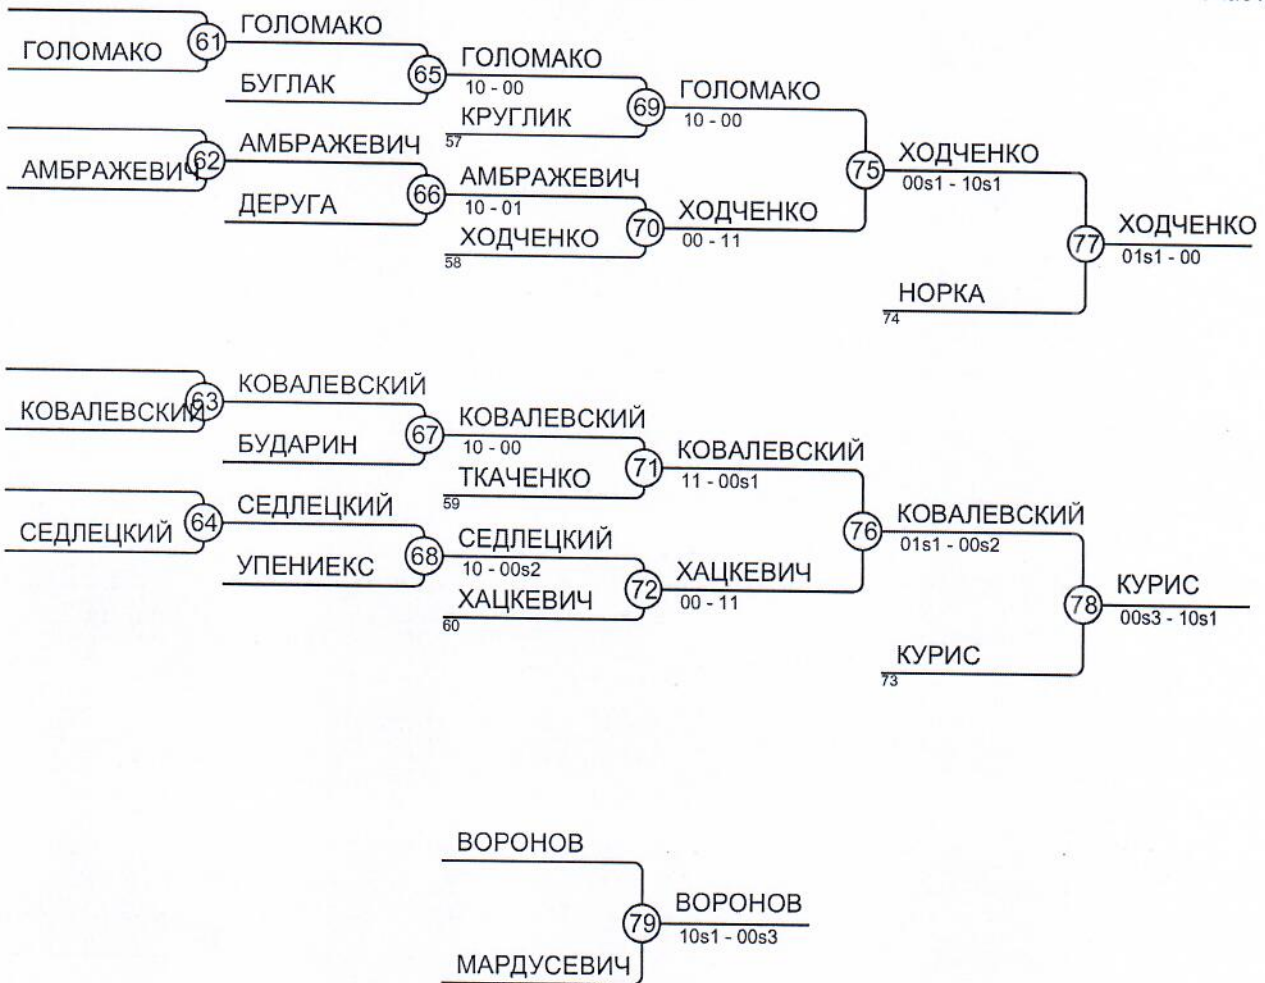 ГОЛОМАКО
61
ГОЛОМАКО
БУГЛАК
65
ГОЛОМАКО
10 - 00
КРУГЛИК
57
69
ГОЛОМАКО
10 - 00
АМБРАЖЕВИЧ
62
АМБРАЖЕВИЧ
ДЕРУГА
66
АМБРАЖЕВИЧ
10 - 01
ХОДЧЕНКО
58
70
ХОДЧЕНКО
00 - 11
75
ХОДЧЕНКО
00s1 - 10s1
НОРКА
74
77
ХОДЧЕНКО
01s1 - 00
КОВАЛЕВСКИЙ
63
КОВАЛЕВСКИЙ
БУДАРИН
67
КОВАЛЕВСКИЙ
10 - 00
ТКАЧЕНКО
59
71
КОВАЛЕВСКИЙ
11 - 00s1
СЕДЛЕЦКИЙ
64
СЕДЛЕЦКИЙ
УПЕНИЕКС
68
СЕДЛЕЦКИЙ
10 - 00s2
ХАЦКЕВИЧ
60
72
ХАЦКЕВИЧ
00 - 11
76
КОВАЛЕВСКИЙ
01s1 - 00s2
КУРИС
73
78
КУРИС
00s3 - 10s1
ВОРОНОВ
79
ВОРОНОВ
10s1 - 00s3
МАРДУСЕВИЧ